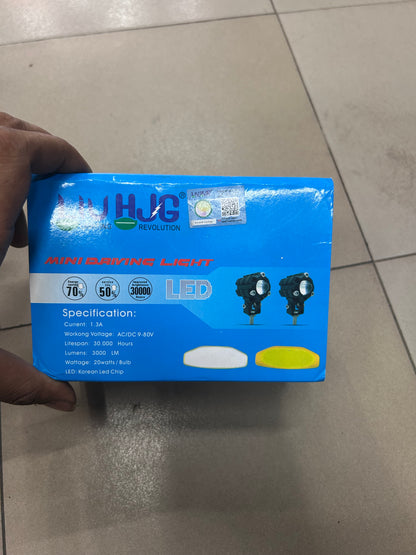 HJG®
REVOLUTION.
MINI DRIVING LIGHT
70%
50%
30000
LED
Specification:
Current: 1.3A
Workong Voltage: AC/DC 9-80V
Litespan: 30.000 Hours
Lumens: 3000 LM
Wattage: 20watts / Bulb
LED: Korean Led Chip